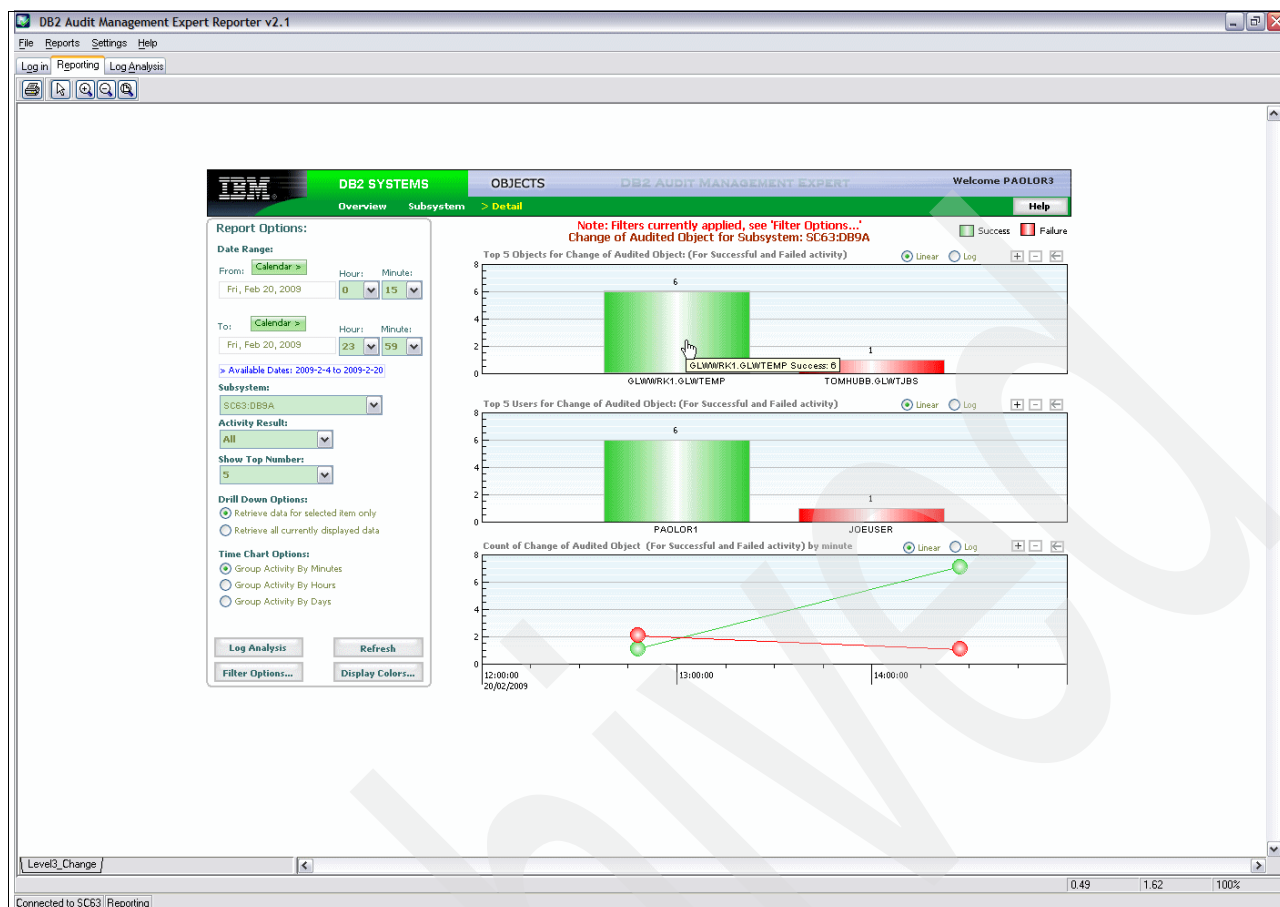 DB2 Audit Management Expert Reporter v2.1
File Reports Settings Help
Log in Reporting Log Analysis
IBM DB2 SYSTEMS OBJECTS DB2 AUDIT MANAGEMENT EXPERT Welcome PAOLOR3
Overview Subsystem > Detail Help
Report Options:
Date Range:
From: Calendar > Hour: Minute:
Fri, Feb 20, 2009 0 15
To: Calendar > Hour: Minute:
Fri, Feb 20, 2009 23 59
> Available Dates: 2009-2-4 to 2009-2-20
Subsystem:
SC63:DB9A
Activity Result:
All
Show Top Number:
5
Drill Down Options:
Retrieve data for selected item only
Retrieve all currently displayed data
Time Chart Options:
Group Activity By Minutes
Group Activity By Hours
Group Activity By Days
Log Analysis Refresh
Filter Options... Display Colors...
Note: Filters currently applied, see 'Filter Options...'
Change of Audited Object for Subsystem: SC63:DB9A
Success Failure
Top 5 Objects for Change of Audited Object: (For Successful and Failed activity) Linear Log
8
6
4
2
0
6
1
GLWWRK1.GLWTEMP Success: 6
GLWWRK1.GLWTEMP TOMHUBB.GLWTJBS
Top 5 Users for Change of Audited Object: (For Successful and Failed activity) Linear Log
8
6
4
2
0
6
1
PAOLOR1 JOEUSER
Count of Change of Audited Object (For Successful and Failed activity) by minute Linear Log
8
6
4
2
0
12:00:00 13:00:00 14:00:00
20/02/2009
Level3_Change
0.49 1.62 100%
Connected to SC63 Reporting